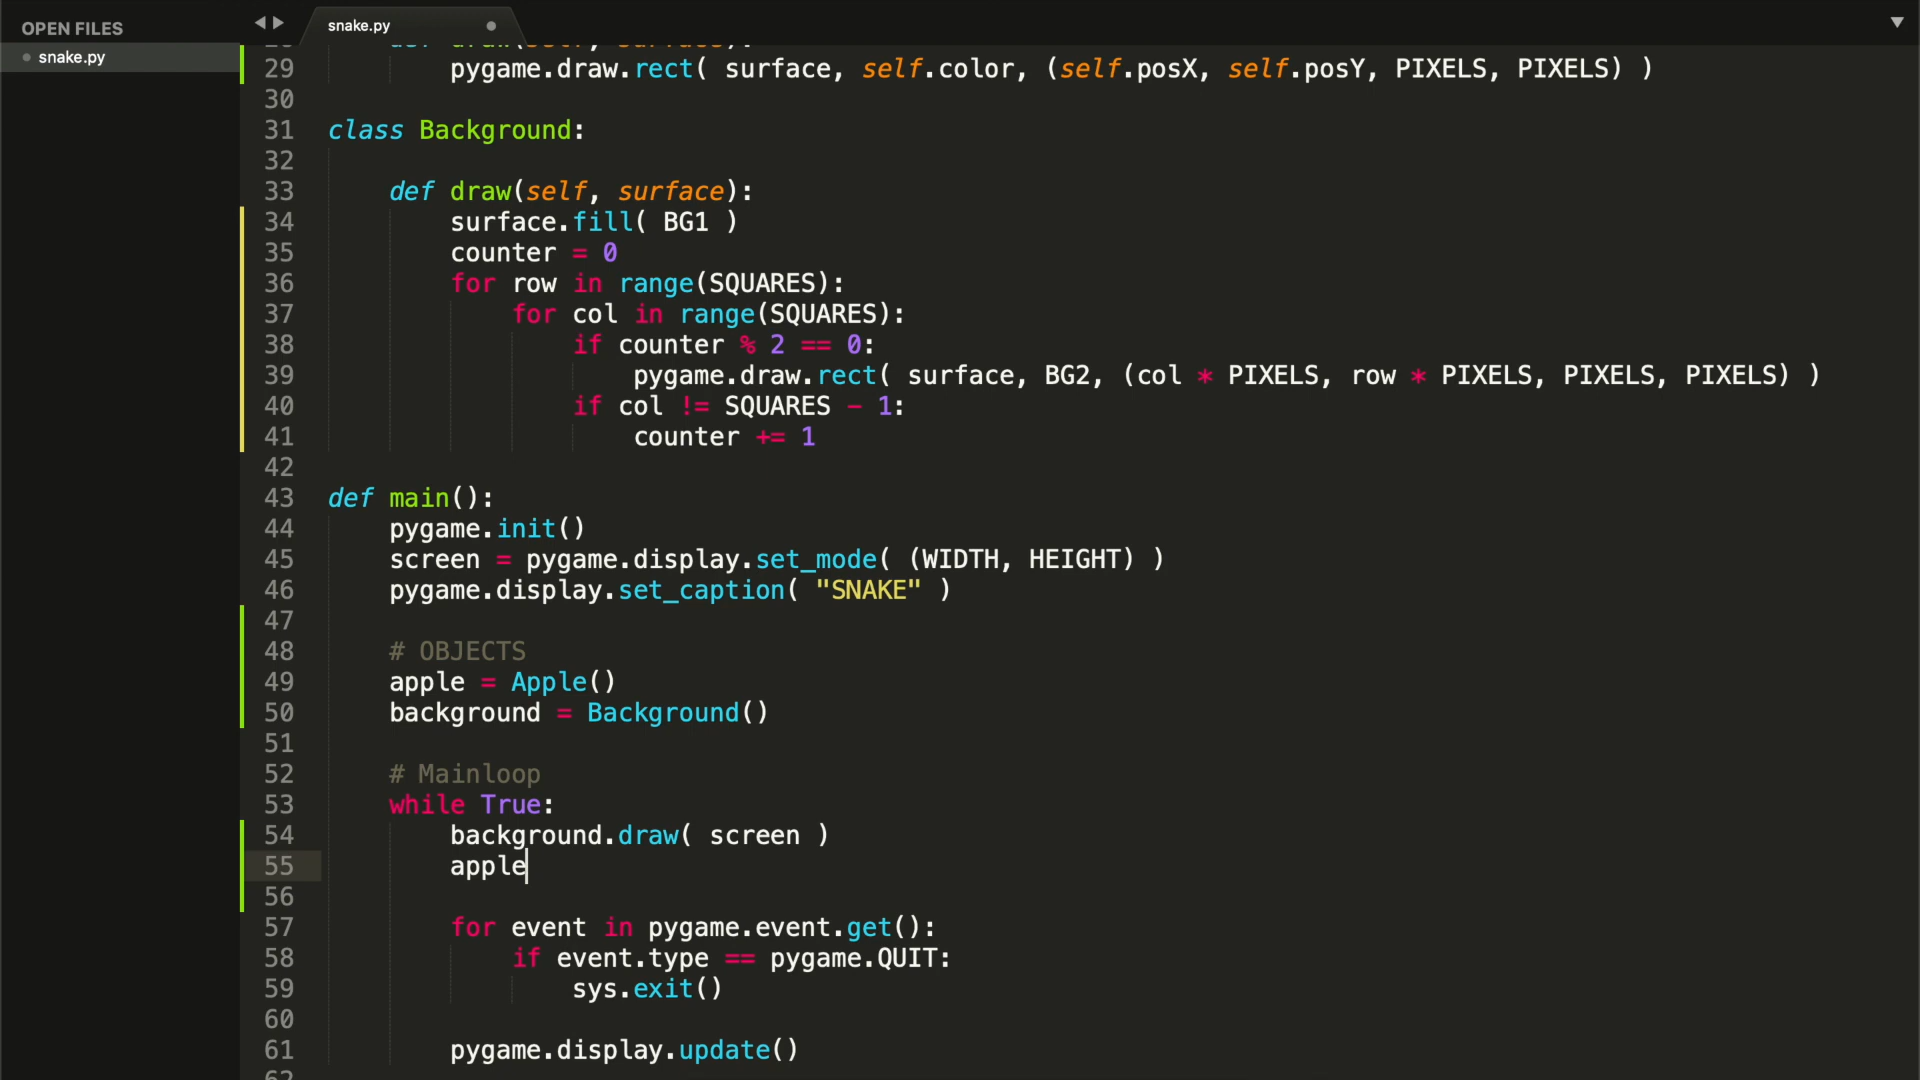 OPEN FILES
snake.py
snake.py
29 pygame.draw.rect( surface, self.color, (self.posX, self.posY, PIXELS, PIXELS) )
30
31 class Background:
32
33 def draw(self, surface):
34 surface.fill( BG1 )
35 counter = 0
36 for row in range(SQUARES):
37 for col in range(SQUARES):
38 if counter % 2 == 0:
39 pygame.draw.rect( surface, BG2, (col * PIXELS, row * PIXELS, PIXELS, PIXELS) )
40 if col != SQUARES - 1:
41 counter += 1
42
43 def main():
44 pygame.init()
45 screen = pygame.display.set_mode( (WIDTH, HEIGHT) )
46 pygame.display.set_caption( "SNAKE" )
47
48 # OBJECTS
49 apple = Apple()
50 background = Background()
51
52 # Mainloop
53 while True:
54 background.draw( screen )
55 apple
56
57 for event in pygame.event.get():
58 if event.type == pygame.QUIT:
59 sys.exit()
60
61 pygame.display.update()